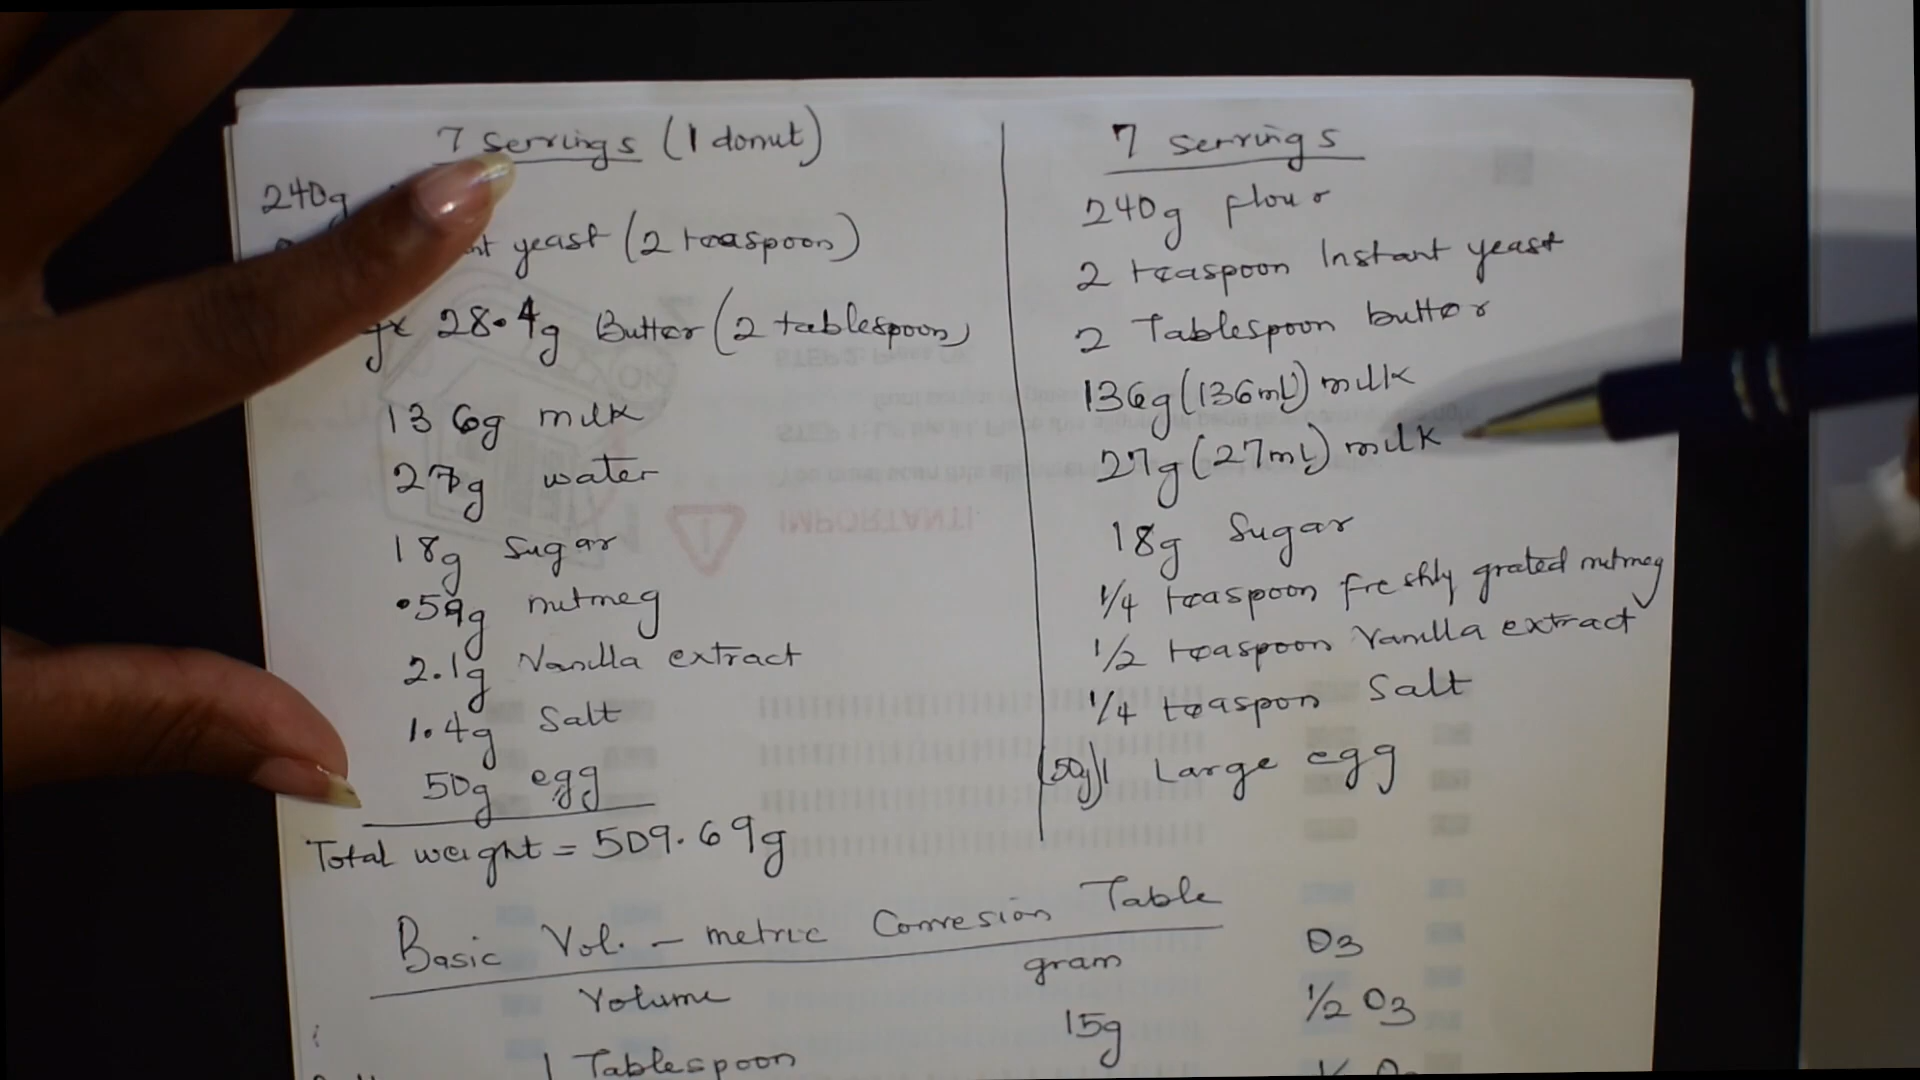 7 Servings (1 donut)
240g
nt yeast (2 teaspoon)
28.4g Butter (2 tablespoon)
136g milk
27g water
18g Sugar
.59g nutmeg
2.1g Vanilla extract
1.4g Salt
50g egg
Total weight = 509.69g
7 servings
240g flour
2 teaspoon Instant yeast
2 Tablespoon butter
136g (136ml) milk
27g (27ml) milk
18g Sugar
1/4 teaspoon freshly grated nutmeg
1/2 teaspoon Vanilla extract
1/4 teaspon Salt
(50g) 1 Large egg
Basic Vol. - metric Conversion Table
Volume gram Oz
1 Tablespoon 15g 1/2 Oz
IMPORTANT!